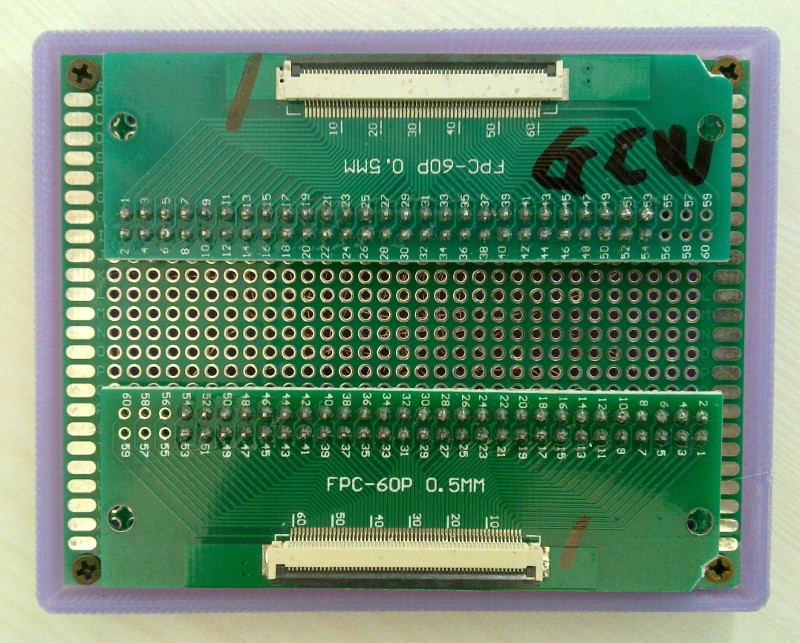 10 20 30 40 50 60
FPC-60P 0.5MM
GCW
1 3 5 7 9 11 13 15 17 19 21 23 25 27 29 31 33 35 37 39 41 43 45 47 49 51 53 55 57 59
2 4 6 8 10 12 14 16 18 20 22 24 26 28 30 32 34 36 38 40 42 44 46 48 50 52 54 56 58 60
K
L
M
N
O
P
60 58 56 54 52 50 48 46 44 42 40 38 36 34 32 30 28 26 24 22 20 18 16 14 12 10 8 6 4 2
59 57 55 53 51 49 47 45 43 41 39 37 35 33 31 29 27 25 23 21 19 17 15 13 11 9 7 5 3 1
FPC-60P 0.5MM
60 50 40 30 20 10